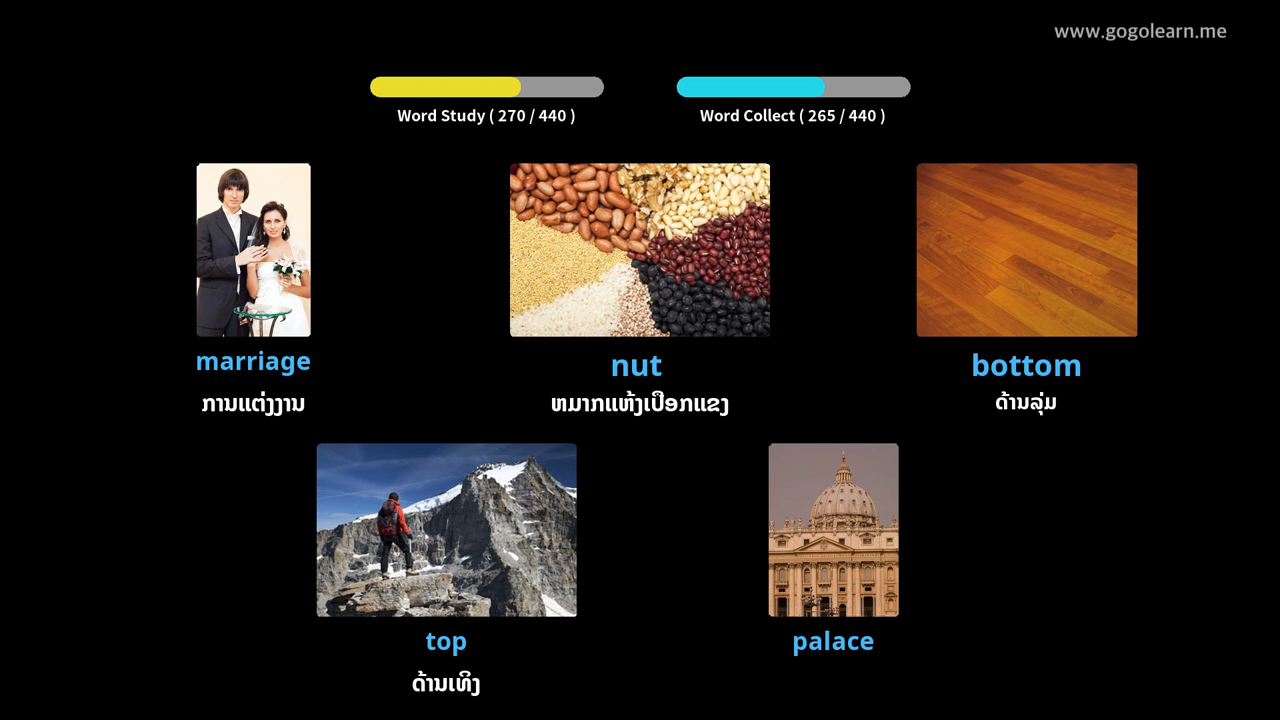 www.gogolearn.me
Word Study ( 270 / 440 )
Word Collect ( 265 / 440 )
marriage
ການແຕ່ງງານ
nut
ຫມາກແຫ້ງເປືອກແຂງ
bottom
ດ້ານລຸ່ມ
top
ດ້ານເທິງ
palace